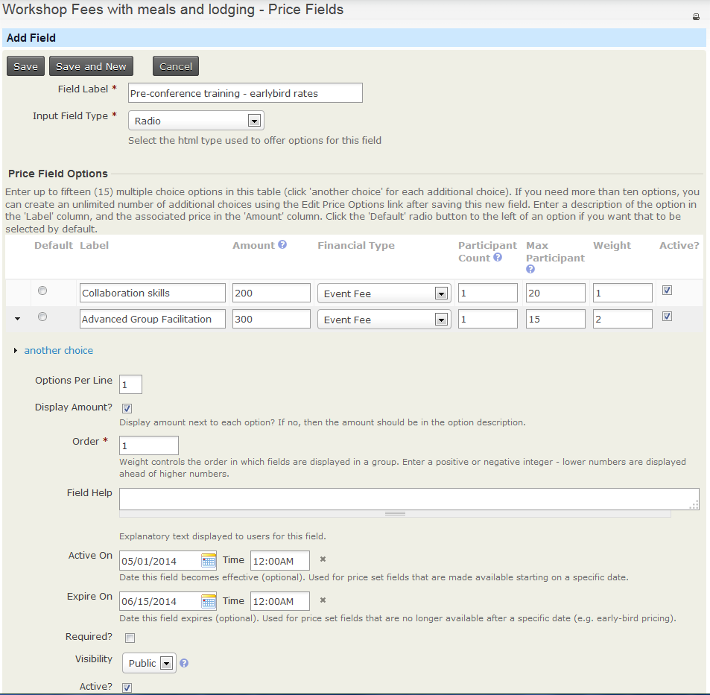 Workshop Fees with meals and lodging - Price Fields
Add Field
Save Save and New Cancel
Field Label * Pre-conference training - earlybird rates
Input Field Type * Radio
Select the html type used to offer options for this field
Price Field Options
Enter up to fifteen (15) multiple choice options in this table (click 'another choice' for each additional choice). If you need more than ten options, you
can create an unlimited number of additional choices using the Edit Price Options link after saving this new field. Enter a description of the option in
the 'Label' column, and the associated price in the 'Amount' column. Click the 'Default' radio button to the left of an option if you want that to be
selected by default.
Default Label Amount ? Financial Type Participant Count ? Max Participant ? Weight Active?
Collaboration skills 200 Event Fee 1 20 1
Advanced Group Facilitation 300 Event Fee 1 15 2
another choice
Options Per Line 1
Display Amount?
Display amount next to each option? If no, then the amount should be in the option description.
Order * 1
Weight controls the order in which fields are displayed in a group. Enter a positive or negative integer - lower numbers are displayed
ahead of higher numbers.
Field Help
Explanatory text displayed to users for this field.
Active On 05/01/2014 Time 12:00AM
Date this field becomes effective (optional). Used for price set fields that are made available starting on a specific date.
Expire On 06/15/2014 Time 12:00AM
Date this field expires (optional). Used for price set fields that are no longer available after a specific date (e.g. early-bird pricing).
Required?
Visibility Public ?
Active?